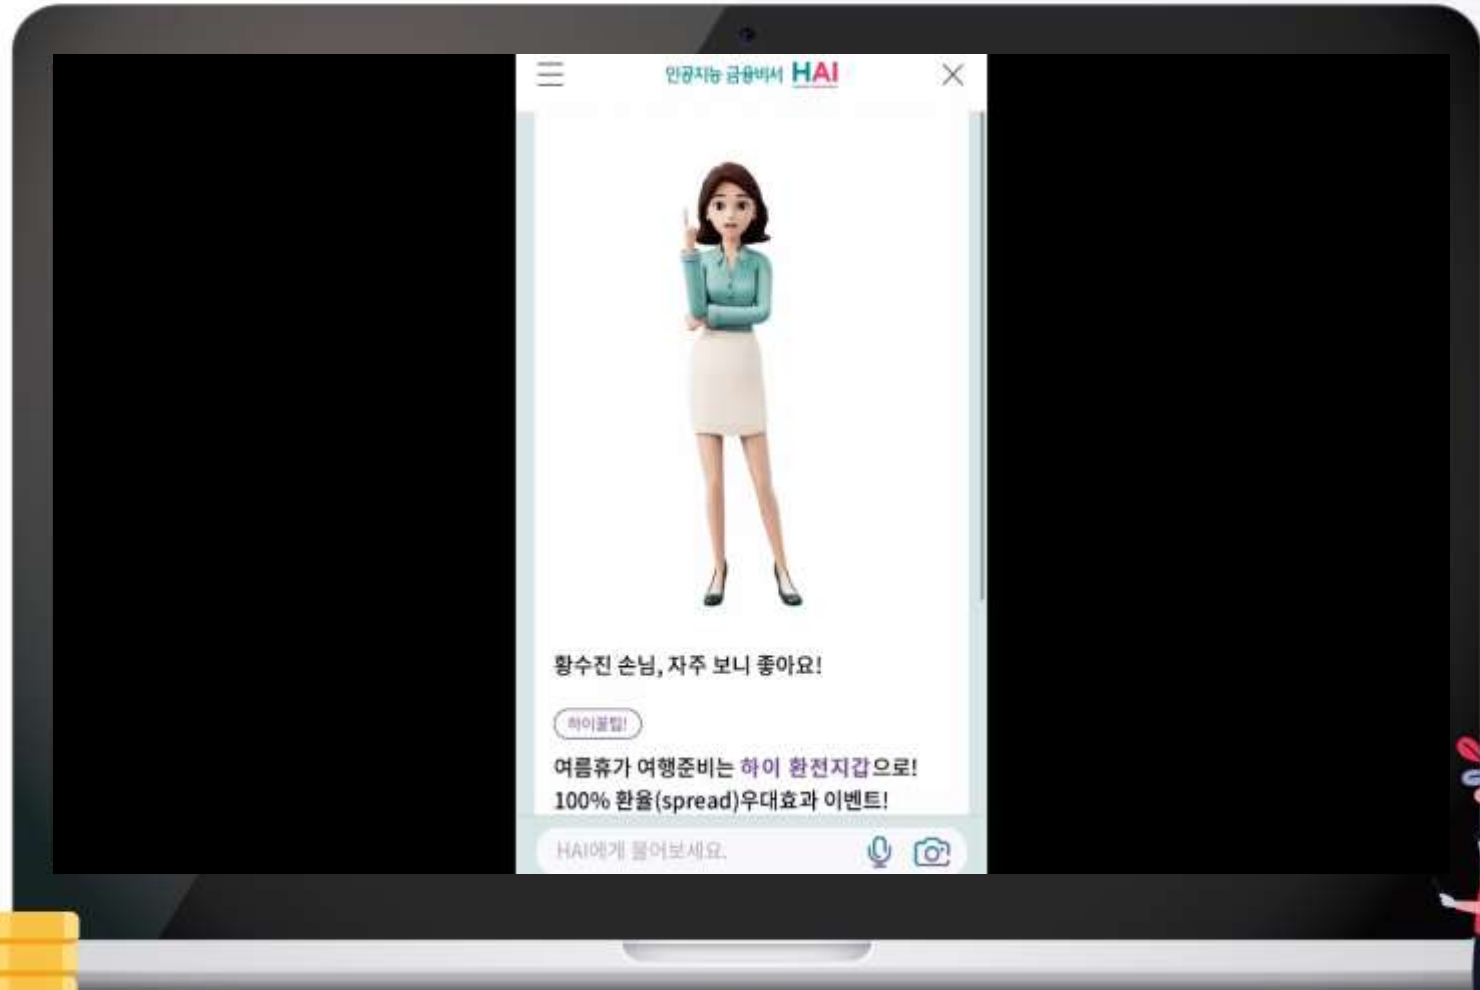 인공지능 금융비서 HAI
황수진 손님, 자주 보니 좋아요!
하이꿀팁!
여름휴가 여행준비는 하이 환전지갑으로!
100% 환율(spread)우대효과 이벤트!
HAI에게 물어보세요.